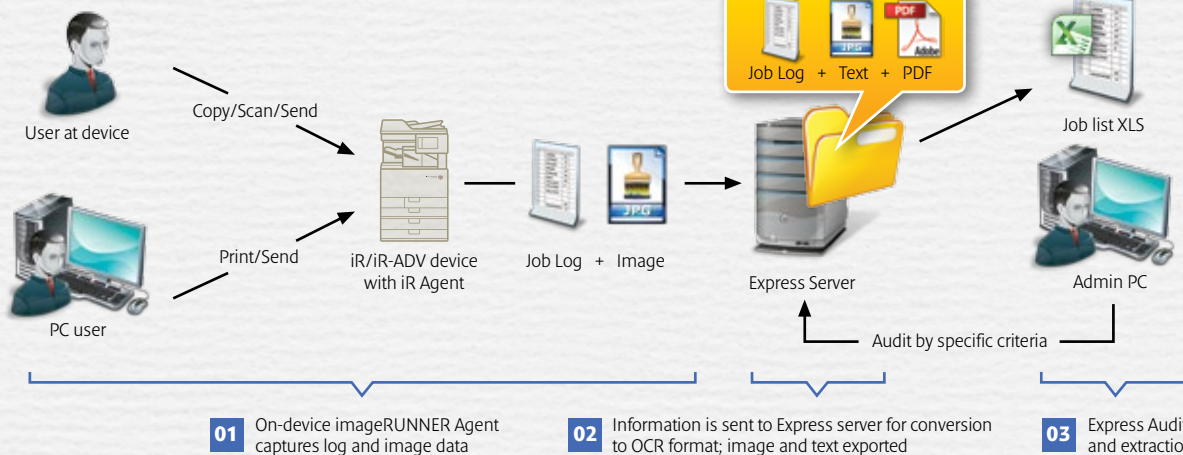 PDF
JPG
Adobe
Job Log + Text + PDF
User at device
Copy/Scan/Send
Job list XLS
JPG
Print/Send
iR/iR-ADV device
with iR Agent
Job Log + Image
Express Server
Admin PC
PC user
Audit by specific criteria
01 On-device imageRUNNER Agent
captures log and image data
02 Information is sent to Express server for conversion
to OCR format; image and text exported
03 Express Audi
and extractio